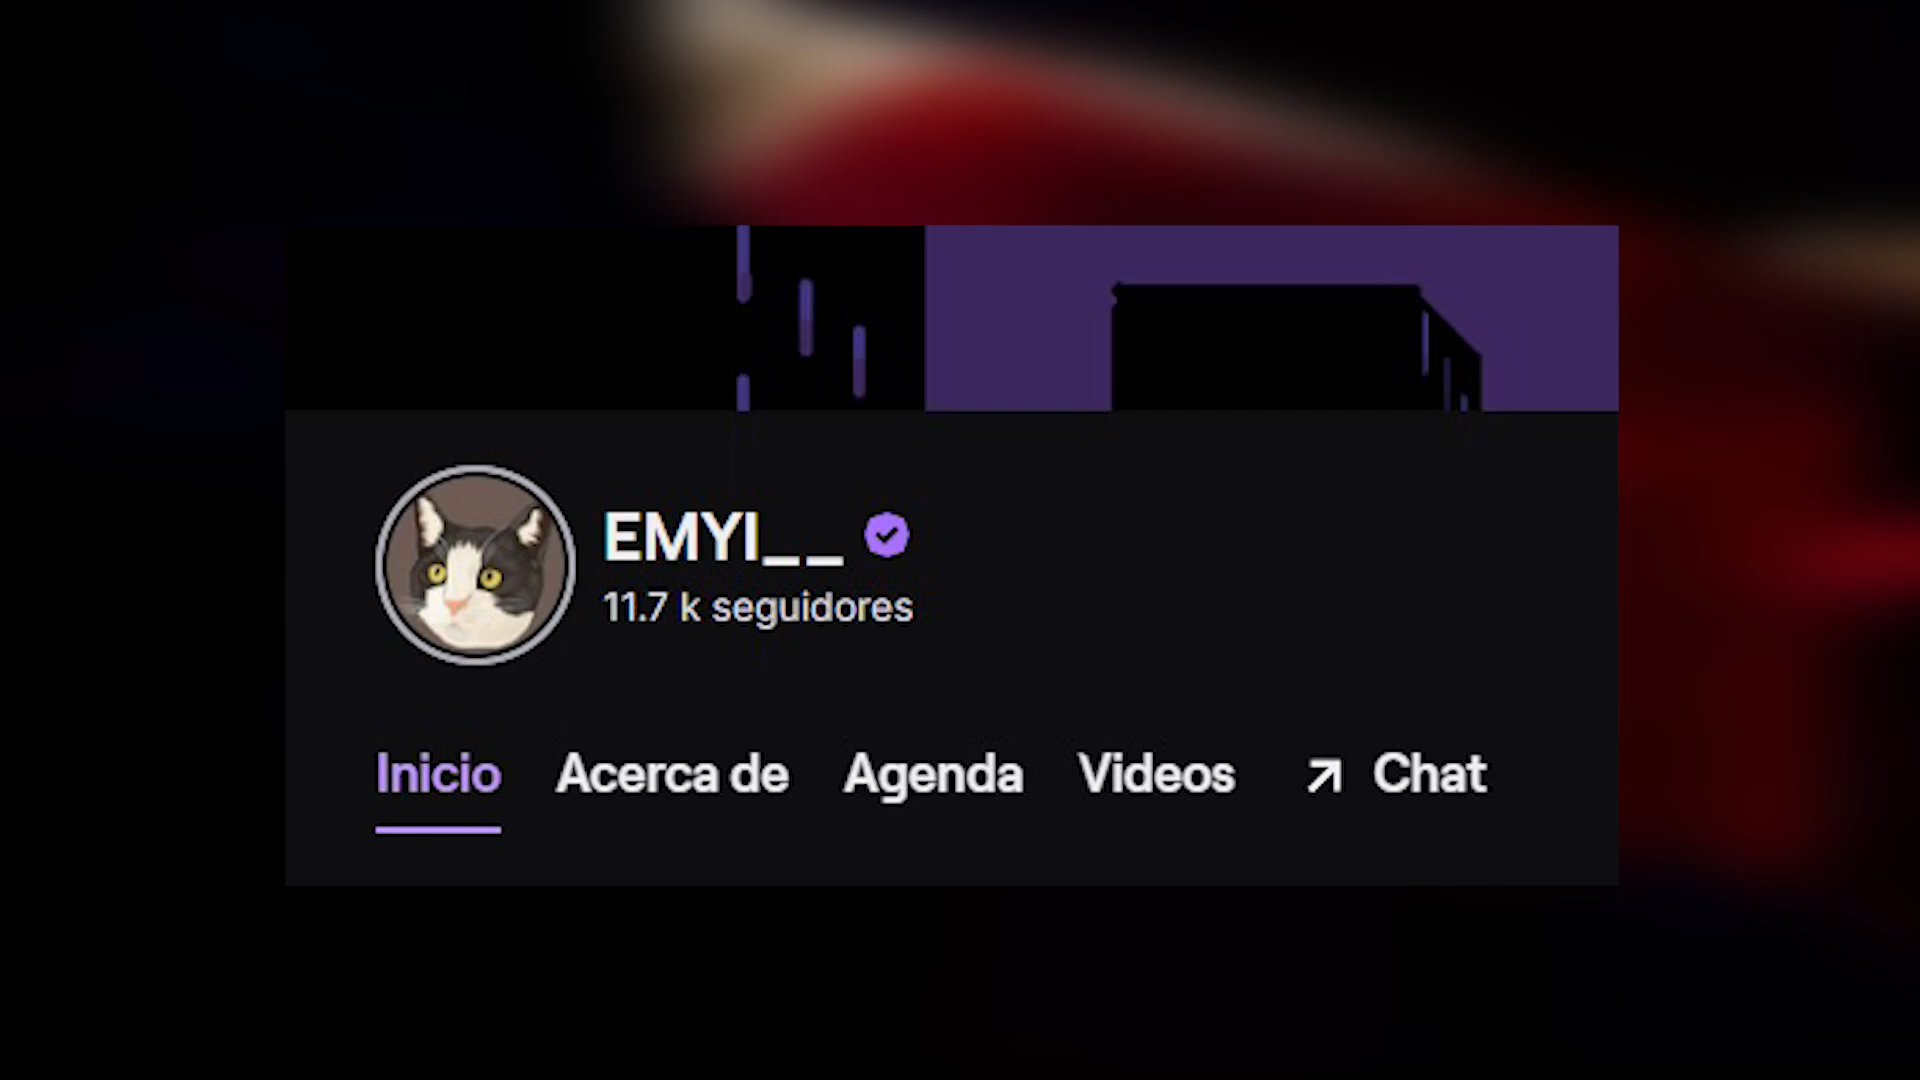 EMYI__
11.7 k seguidores
Inicio Acerca de Agenda Videos Chat